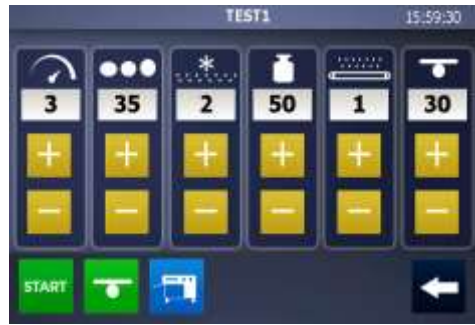 TEST1 15:59:30
3 35 2 50 1 30
+ + + + + +
- - - - - -
START